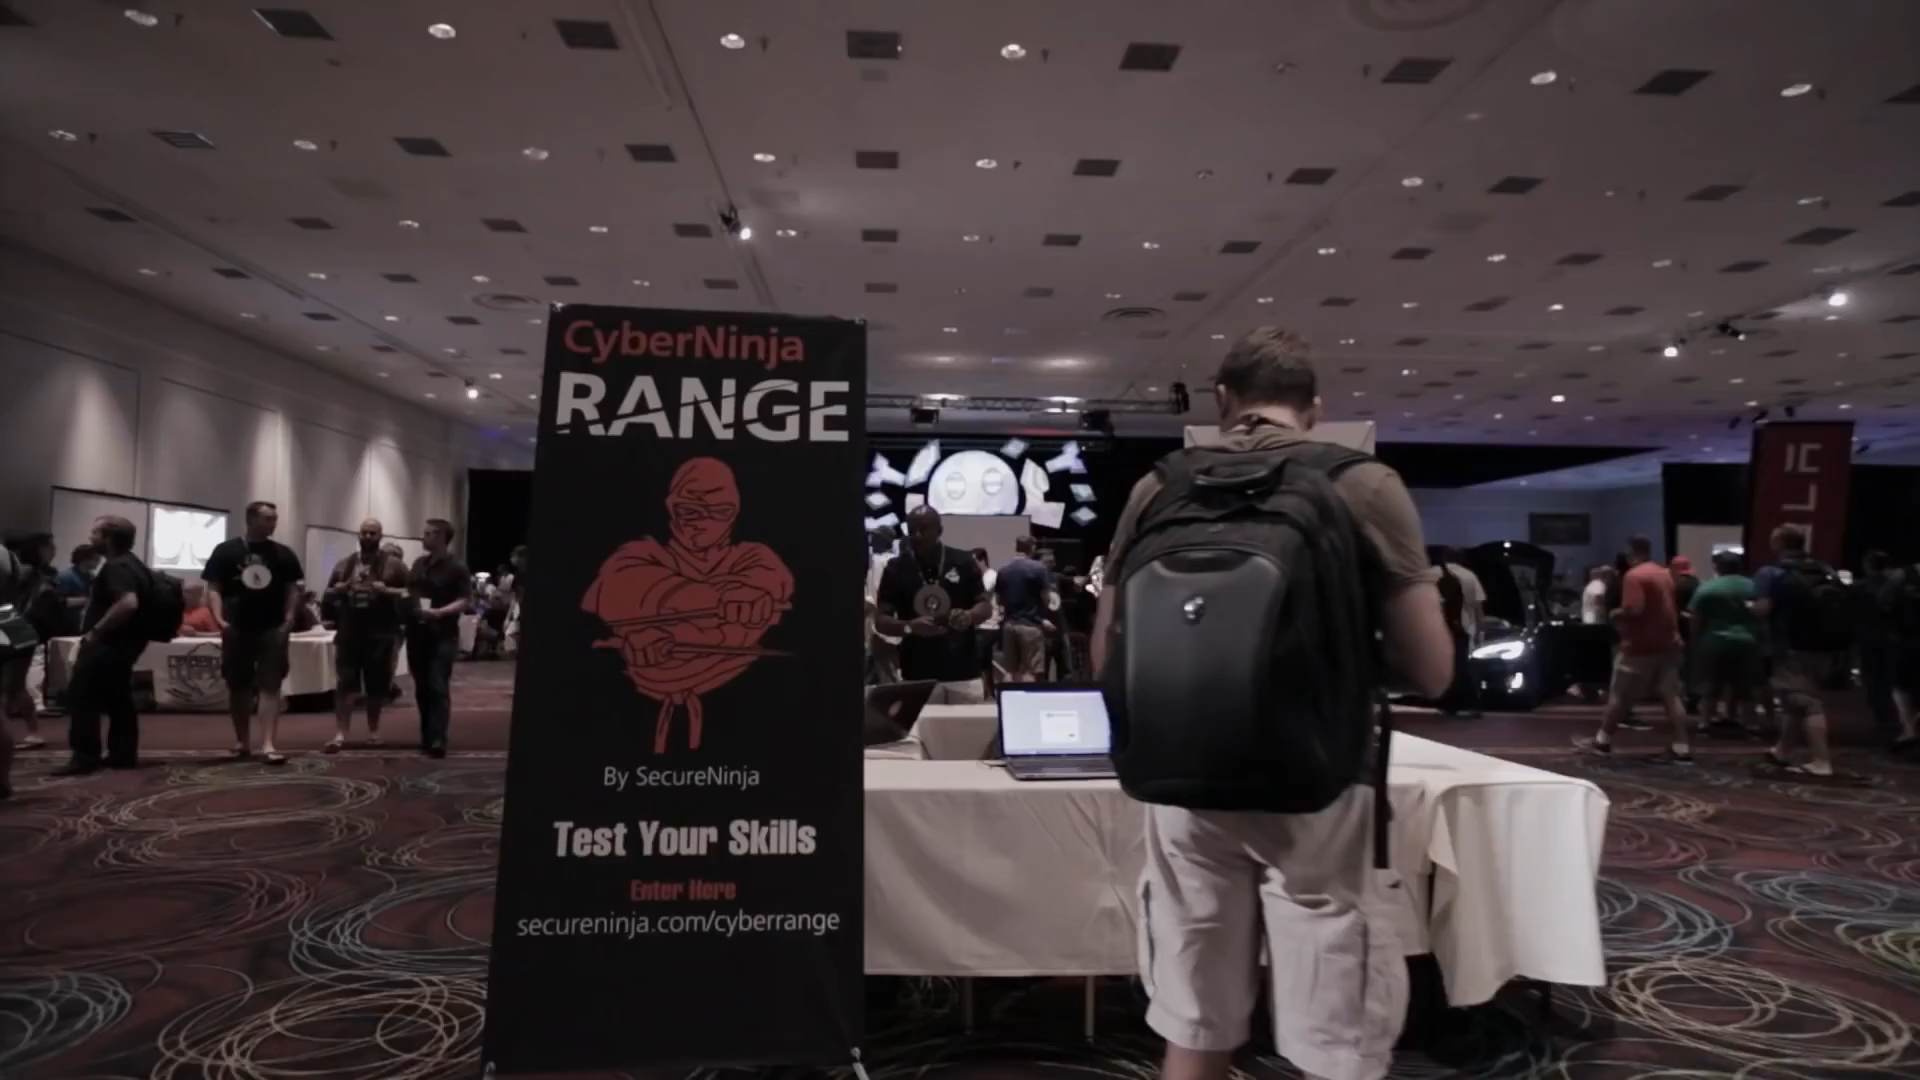 CyberNinja
RANGE
By SecureNinja
Test Your Skills
Enter Here
secureninja.com/cyberrange